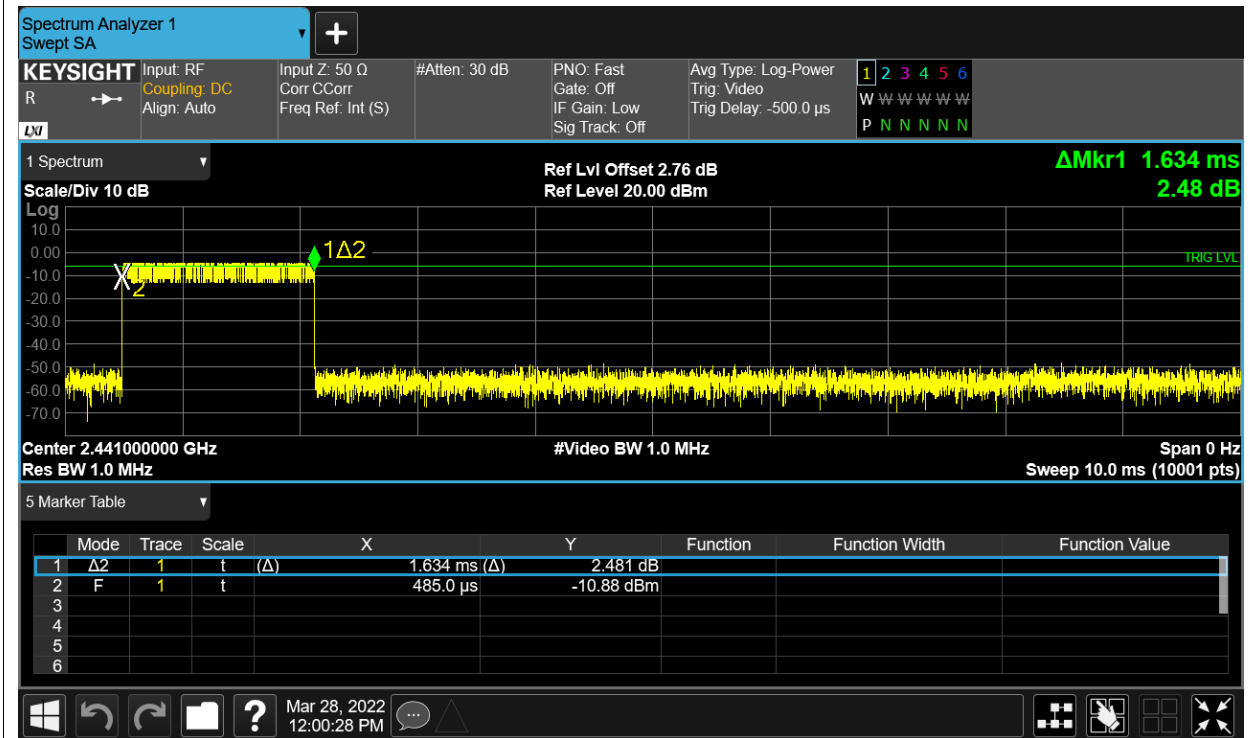 Spectrum Analyzer 1
Swept SA
KEYSIGHT Input: RF Input Z: 50 Ω #Atten: 30 dB PNO: Fast Avg Type: Log-Power 1 2 3 4 5 6
R Coupling: DC Corr CCorr Gate: Off Trig: Video W W W W W W
Align: Auto Freq Ref: Int (S) IF Gain: Low Trig Delay: -500.0 µs P N N N N N
LXI Sig Track: Off
1 Spectrum Ref Lvl Offset 2.76 dB ΔMkr1 1.634 ms
Scale/Div 10 dB Ref Level 20.00 dBm 2.48 dB
Log
10.0
0.00 1Δ2 TRIG LVL
-10.0 X2
-20.0
-30.0
-40.0
-50.0
-60.0
-70.0
Center 2.441000000 GHz #Video BW 1.0 MHz Span 0 Hz
Res BW 1.0 MHz Sweep 10.0 ms (10001 pts)
5 Marker Table
Mode Trace Scale X Y Function Function Width Function Value
1 Δ2 1 t (Δ) 1.634 ms (Δ) 2.481 dB
2 F 1 t 485.0 µs -10.88 dBm
3
4
5
6
? Mar 28, 2022
12:00:28 PM